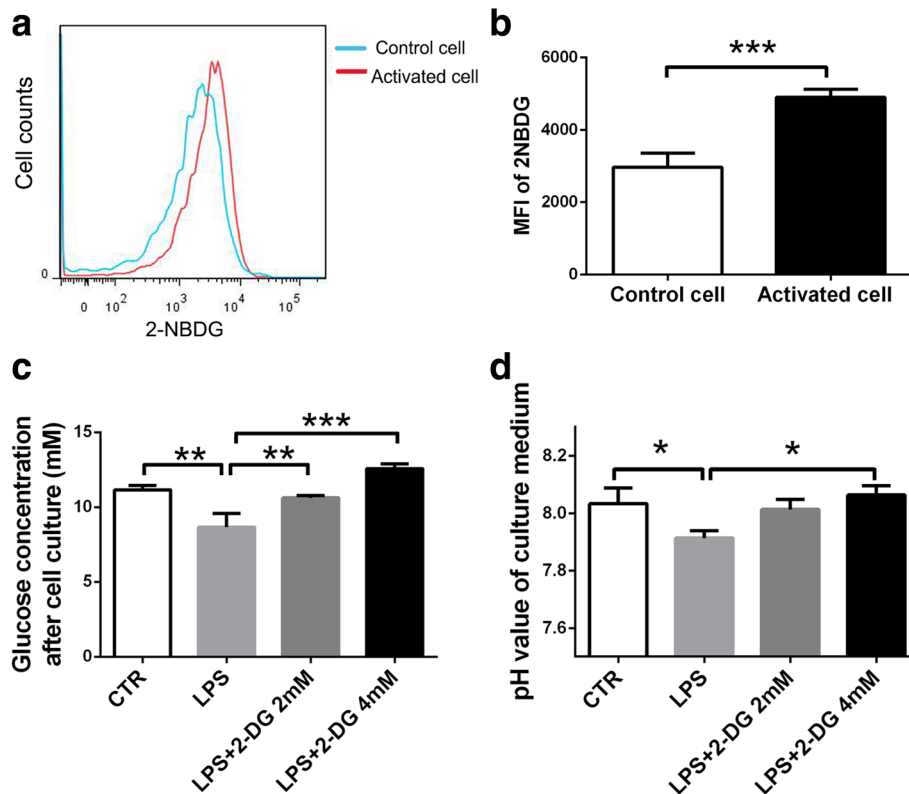 a
Control cell
Activated cell
Cell counts
0
0 10² 10³ 10⁴ 10⁵
2-NBDG
b
***
MFI of 2NBDG
6000
4000
2000
0
Control cell Activated cell
c
Glucose concentration
after cell culture (mM)
***
** **
15
10
5
0
CTR LPS LPS+2-DG 2mM LPS+2-DG 4mM
d
pH value of culture medium
* *
8.2
8.0
7.8
7.6
CTR LPS LPS+2-DG 2mM LPS+2-DG 4mM